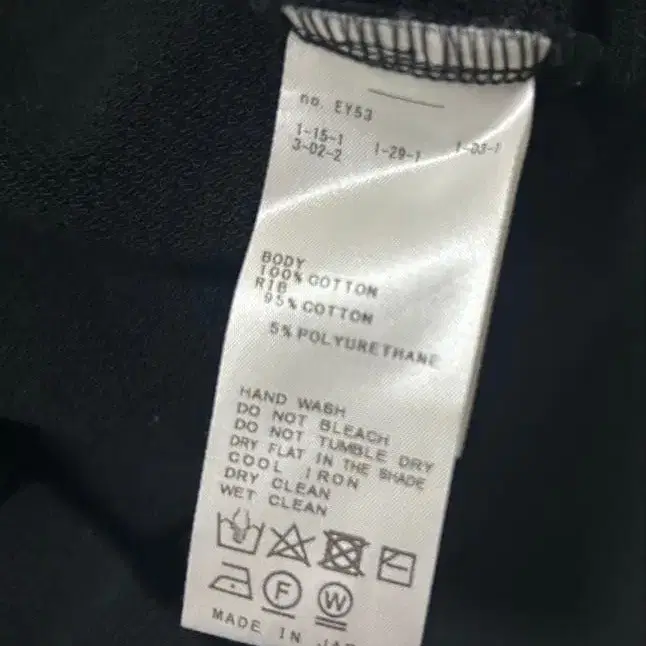 no. EY53
1-15-1
3-02-2 1-29-1 1-03-1
BODY
100% COTTON
RIB
95% COTTON
5% POLYURETHANE
HAND WASH
DO NOT BLEACH
DO NOT TUMBLE DRY
DRY FLAT IN THE SHADE
COOL IRON
DRY CLEAN
WET CLEAN
F W
MADE IN